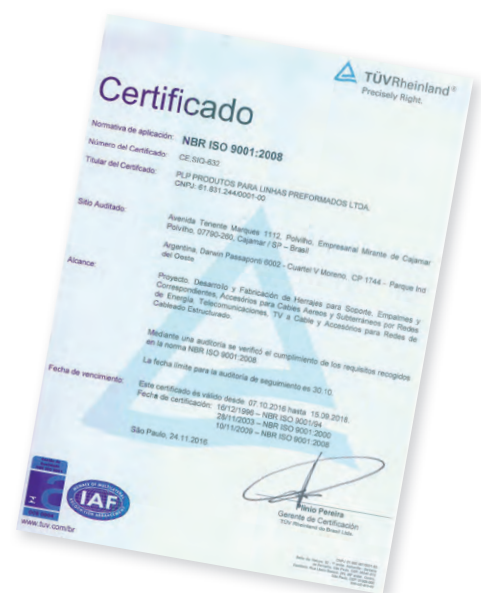 TÜVRheinland®
Precisely Right.
Certificado
Normativa de aplicación: NBR ISO 9001:2008
Número del Certificado: CE.SIQ-632
Titular del Certificado: PLP PRODUTOS PARA LINHAS PREFORMADOS LTDA.
CNPJ: 61.831.244/0001-00
Sitio Auditado:
Avenida Tenente Marques 1112, Polvilho, Empresarial Mirante de Cajamar
Polvilho, 07790-260, Cajamar / SP – Brasil
Argentina, Darwin Passaponti 6002 - Cuartel V Moreno, CP 1744 - Parque Ind
del Oeste
Alcance:
Proyecto, Desarrollo y Fabricación de Herrajes para Soporte, Empalmes y
Correspondientes, Accesórios para Cables Aereos y Subterráneos por Redes
de Energía, Telecomunicaciones, TV a Cable y Accesórios para Redes de
Cableado Estructurado.
Mediante una auditoria se verificó el cumplimiento de los requisitos recogidos
en la norma NBR ISO 9001:2008
La fecha límite para la auditoria de seguimiento es 30.10.
Fecha de vencimiento:
Este certificado és válido desde 07.10.2016 hasta 15.09.2018.
Fecha de certificación: 16/12/1996 – NBR ISO 9001/94
28/11/2003 – NBR ISO 9001:2000
10/11/2009 – NBR ISO 9001:2008
São Paulo, 24.11.2016
Plinio Pereira
Gerente de Certificación
TÜV Rheinland do Brasil Ltda.
IAF
www.tuv.com/br